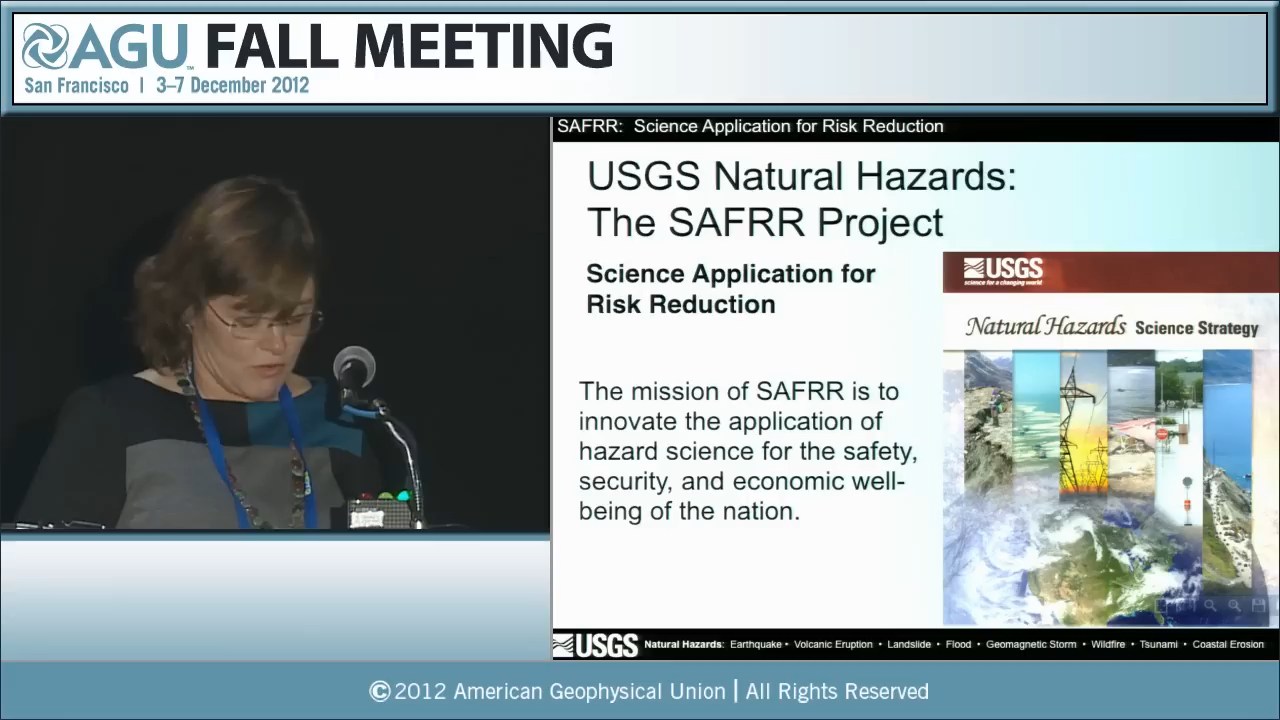 AGU FALL MEETING
San Francisco | 3–7 December 2012
SAFRR: Science Application for Risk Reduction
USGS Natural Hazards:
The SAFRR Project
Science Application for
Risk Reduction
The mission of SAFRR is to
innovate the application of
hazard science for the safety,
security, and economic well-
being of the nation.
USGS
science for a changing world
Natural Hazards Science Strategy
USGS Natural Hazards: Earthquake • Volcanic Eruption • Landslide • Flood • Geomagnetic Storm • Wildfire • Tsunami • Coastal Erosion
©2012 American Geophysical Union | All Rights Reserved